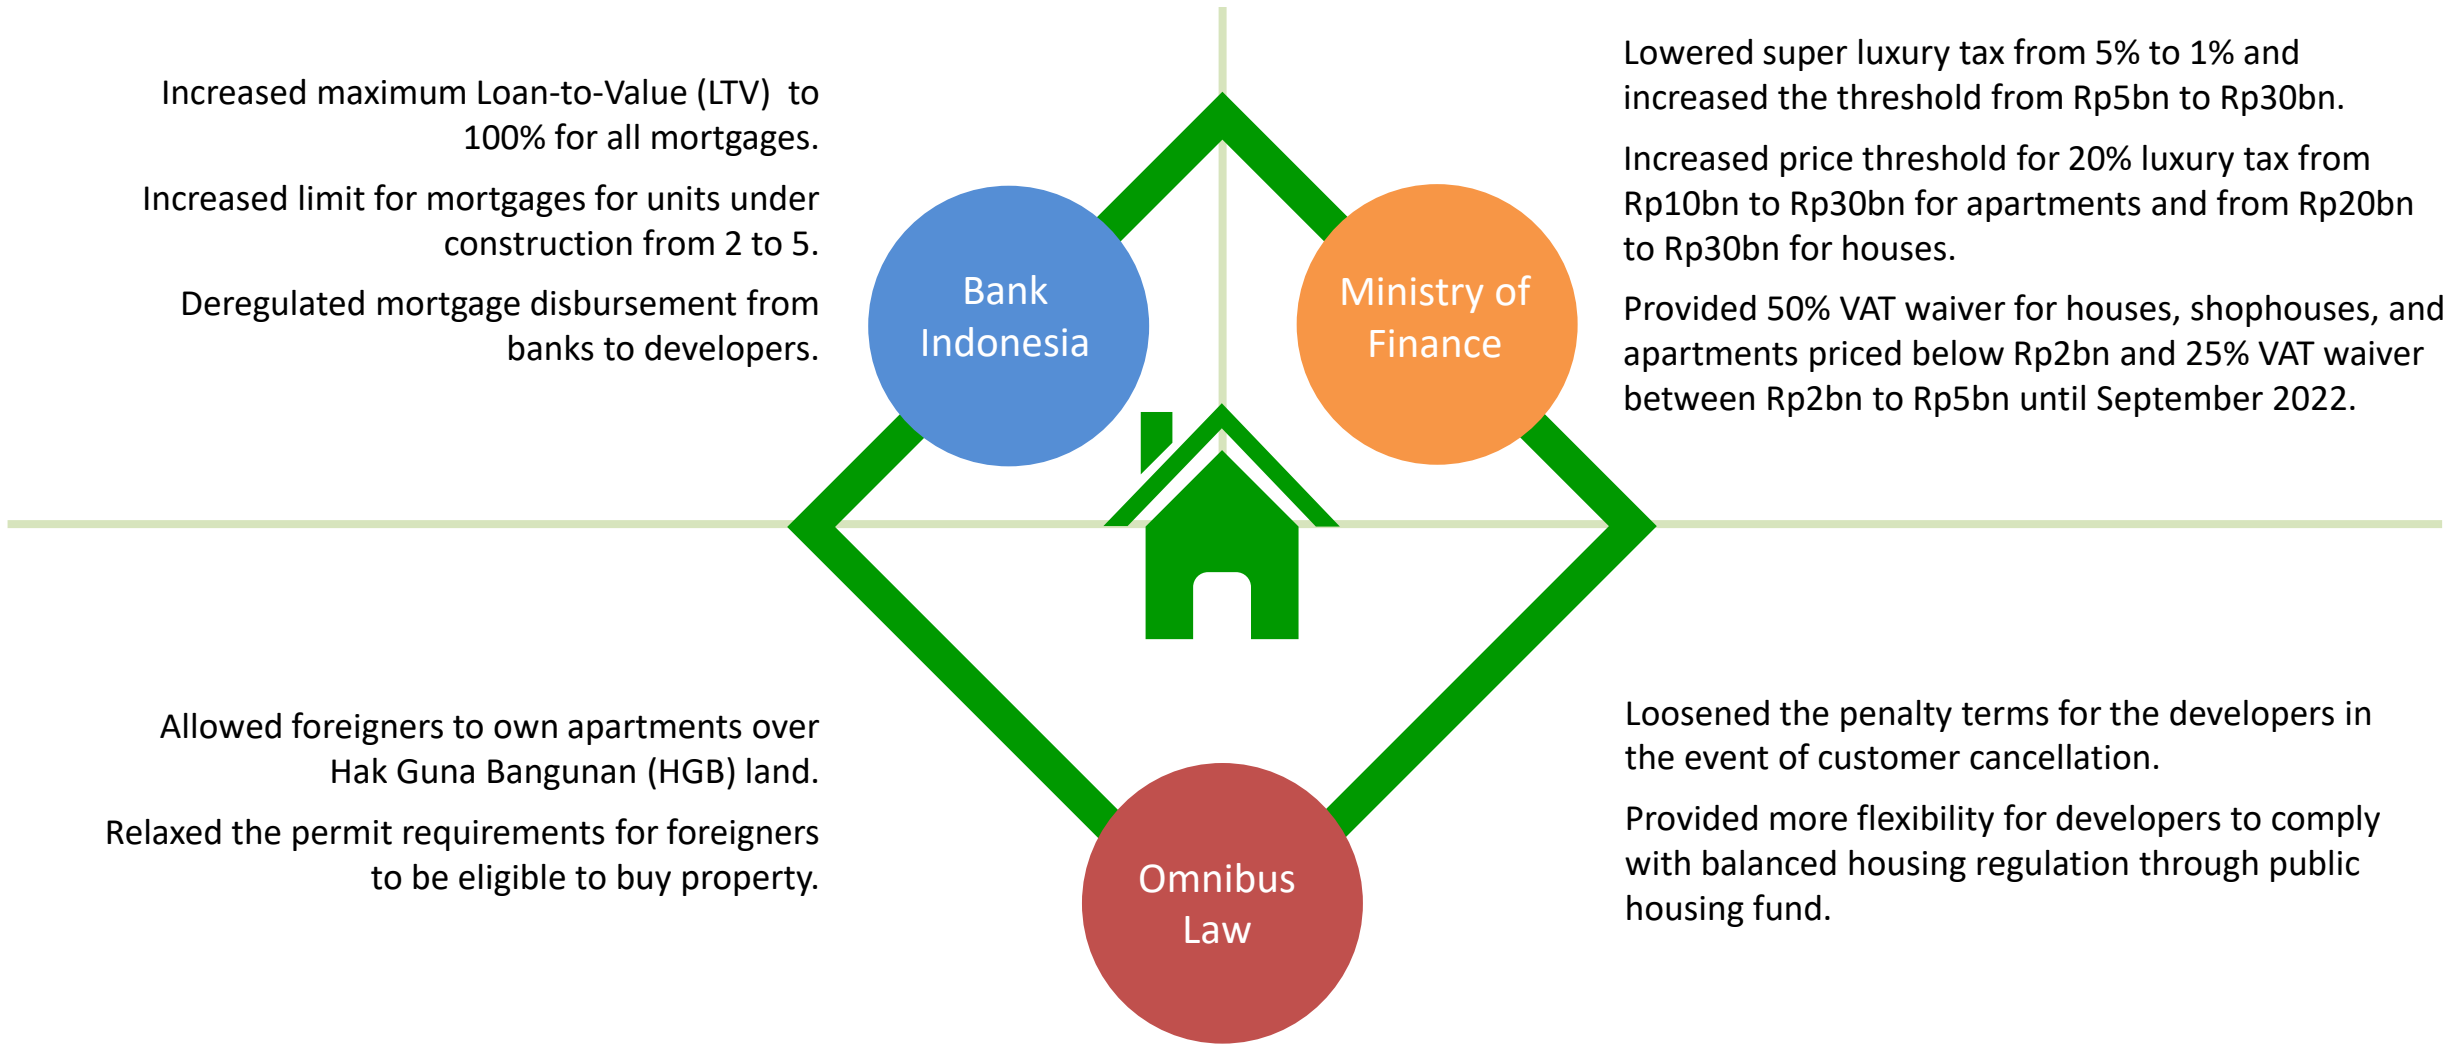 Increased maximum Loan-to-Value (LTV)  to
100% for all mortgages.
Increased limit for mortgages for units under
construction from 2 to 5.
Deregulated mortgage disbursement from
banks to developers.
Bank
Indonesia
Ministry of
Finance
Lowered super luxury tax from 5% to 1% and
increased the threshold from Rp5bn to Rp30bn.
Increased price threshold for 20% luxury tax from
Rp10bn to Rp30bn for apartments and from Rp20bn
to Rp30bn for houses.
Provided 50% VAT waiver for houses, shophouses, and
apartments priced below Rp2bn and 25% VAT waiver
between Rp2bn to Rp5bn until September 2022.
Allowed foreigners to own apartments over
Hak Guna Bangunan (HGB) land.
Relaxed the permit requirements for foreigners
to be eligible to buy property.
Omnibus
Law
Loosened the penalty terms for the developers in
the event of customer cancellation.
Provided more flexibility for developers to comply
with balanced housing regulation through public
housing fund.